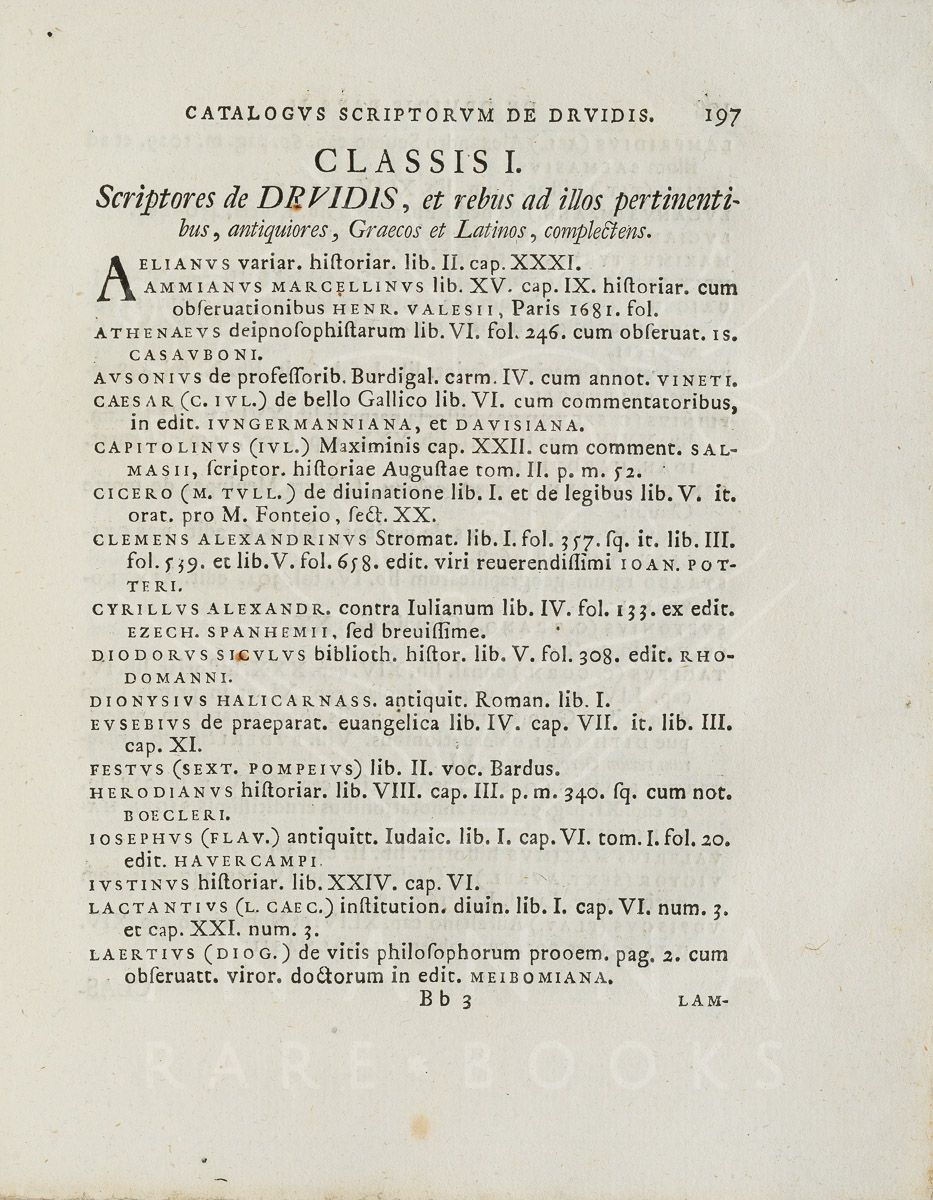 CATALOGVS SCRIPTORVM DE DRVIDIS. 197
CLASSIS I.
Scriptores de DRVIDIS, et rebus ad illos pertinenti-
bus, antiquiores, Graecos et Latinos, complectens.
AELIANVS variar. hiſtoriar. lib. II. cap. XXXI.
AMMIANVS MARCELLINVS lib. XV. cap. IX. hiſtoriar. cum
obſeruationibus HENR. VALESII, Paris 1681. fol.
ATHENAEVS deipnoſophiſtarum lib. VI. fol. 246. cum obſeruat. IS.
CASAVBONI.
AVSONIVS de profeſſorib. Burdigal. carm. IV. cum annot. VINETI.
CAESAR (C. IVL.) de bello Gallico lib. VI. cum commentatoribus,
in edit. IVNGERMANNIANA, et DAVISIANA.
CAPITOLINVS (IVL.) Maximinis cap. XXII. cum comment. SAL-
MASII, ſcriptor. hiſtoriae Auguſtae tom. II. p. m. 52.
CICERO (M. TVLL.) de diuinatione lib. I. et de legibus lib. V. it.
orat. pro M. Fonteio, ſect. XX.
CLEMENS ALEXANDRINVS Stromat. lib. I. fol. 357. ſq. it. lib. III.
fol. 539. et lib. V. fol. 658. edit. viri reuerendiſſimi IOAN. POT-
TERI.
CYRILLVS ALEXANDR. contra Iulianum lib. IV. fol. 133. ex edit.
EZECH. SPANHEMII, ſed breuiſſime.
DIODORVS SICVLVS biblioth. hiſtor. lib. V. fol. 308. edit. RHO-
DOMANNI.
DIONYSIVS HALICARNASS. antiquit. Roman. lib. I.
EVSEBIVS de praeparat. euangelica lib. IV. cap. VII. it. lib. III.
cap. XI.
FESTVS (SEXT. POMPEIVS) lib. II. voc. Bardus.
HERODIANVS hiſtoriar. lib. VIII. cap. III. p. m. 340. ſq. cum not.
BOECLERI.
IOSEPHVS (FLAV.) antiquitt. Iudaic. lib. I. cap. VI. tom. I. fol. 20.
edit. HAVERCAMPI.
IVSTINVS hiſtoriar. lib. XXIV. cap. VI.
LACTANTIVS (L. CAEC.) inſtitution. diuin. lib. I. cap. VI. num. 3.
et cap. XXI. num. 3.
LAERTIVS (DIOG.) de vitis philoſophorum prooem. pag. 2. cum
obſeruatt. viror. doctorum in edit. MEIBOMIANA.
Bb 3 LAM-
RARE BOOKS